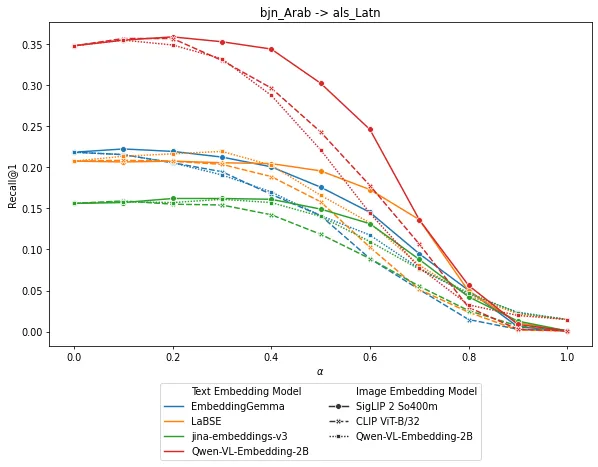 bjn_Arab -> als_Latn
Recall@1
0.35
0.30
0.25
0.20
0.15
0.10
0.05
0.00
0.0 0.2 0.4 0.6 0.8 1.0
α
Text Embedding Model
EmbeddingGemma
LaBSE
jina-embeddings-v3
Qwen-VL-Embedding-2B
Image Embedding Model
SigLIP 2 So400m
CLIP ViT-B/32
Qwen-VL-Embedding-2B